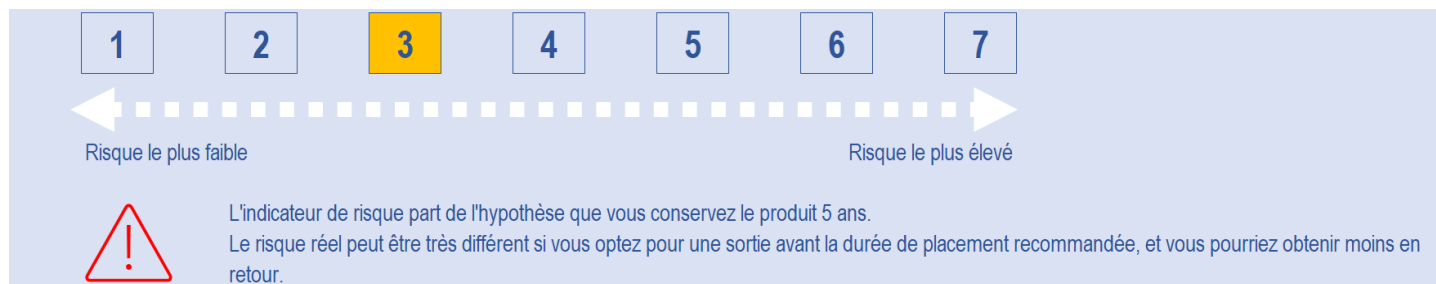 1 2 3 4 5 6 7
Risque le plus faible Risque le plus élevé
L'indicateur de risque part de l'hypothèse que vous conservez le produit 5 ans.
Le risque réel peut être très différent si vous optez pour une sortie avant la durée de placement recommandée, et vous pourriez obtenir moins en
retour.